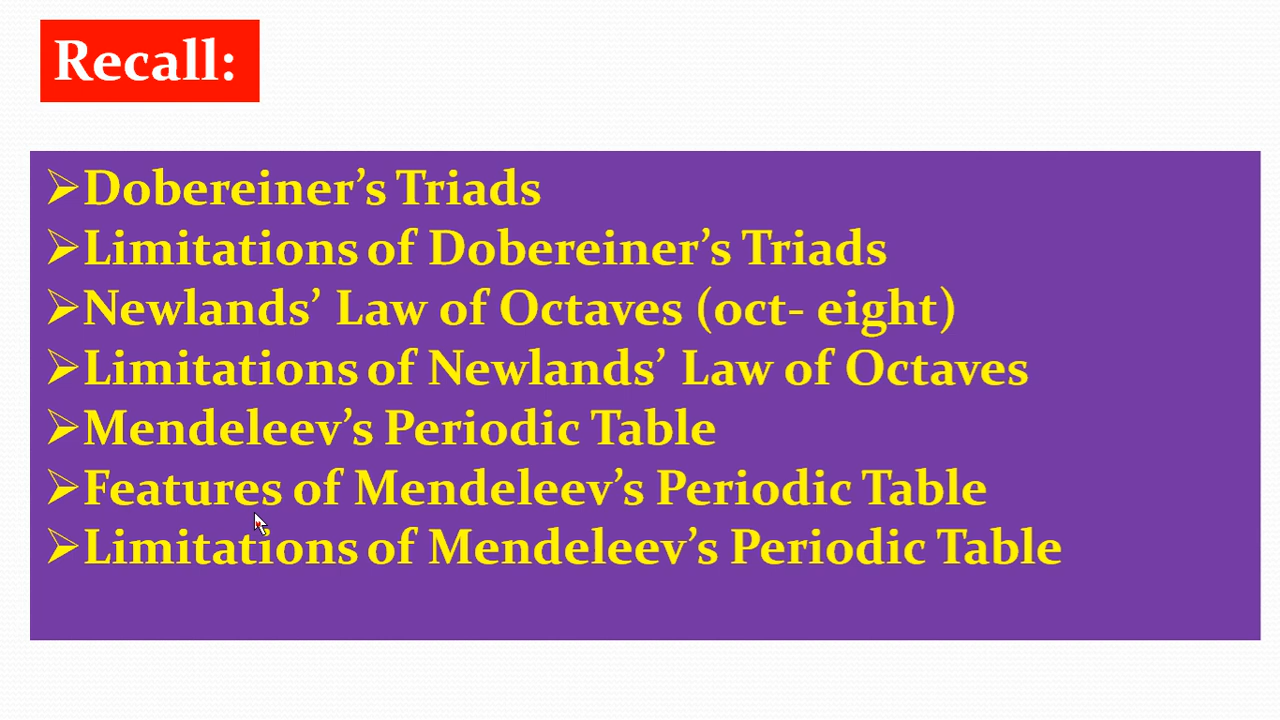 Recall:
➢Dobereiner’s Triads
➢Limitations of Dobereiner’s Triads
➢Newlands’ Law of Octaves (oct- eight)
➢Limitations of Newlands’ Law of Octaves
➢Mendeleev’s Periodic Table
➢Features of Mendeleev’s Periodic Table
➢Limitations of Mendeleev’s Periodic Table